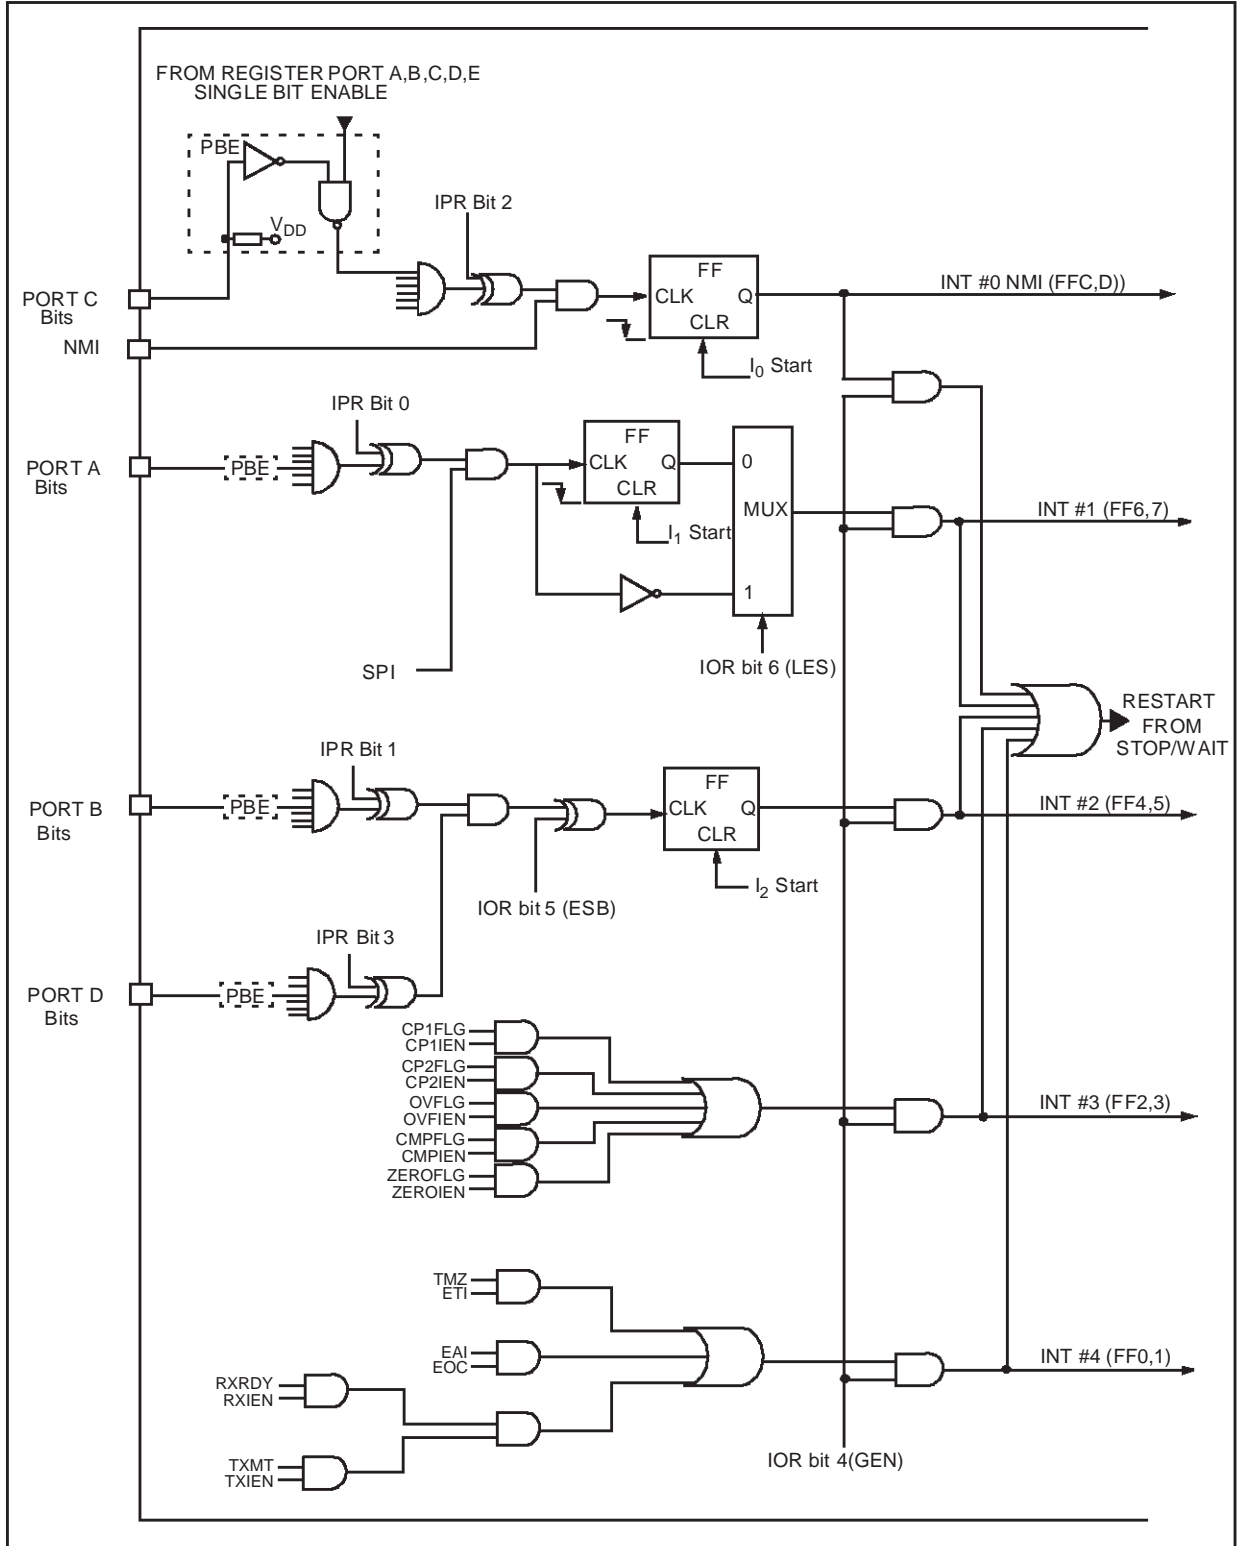 FROM REGISTER PORT A,B,C,D,E
SINGLE BIT ENABLE
PBE
VDD
IPR Bit 2
PORT C
Bits
NMI
FF
CLK
Q
CLR
I0 Start
INT #0 NMI (FFC,D))
IPR Bit 0
PORT A
Bits
PBE
FF
CLK
Q
CLR
I1 Start
0
MUX
1
INT #1 (FF6,7)
SPI
IOR bit 6 (LES)
RESTART
FROM
STOP/WAIT
IPR Bit 1
PORT B
Bits
PBE
FF
CLK
Q
CLR
I2 Start
INT #2 (FF4,5)
IOR bit 5 (ESB)
IPR Bit 3
PORT D
Bits
PBE
CP1FLG
CP1IEN
CP2FLG
CP2IEN
OVFLG
OVFIEN
CMPFLG
CMPIEN
ZEROFLG
ZEROIEN
INT #3 (FF2,3)
TMZ
ETI
EAI
EOC
RXRDY
RXIEN
TXMT
TXIEN
INT #4 (FF0,1)
IOR bit 4(GEN)